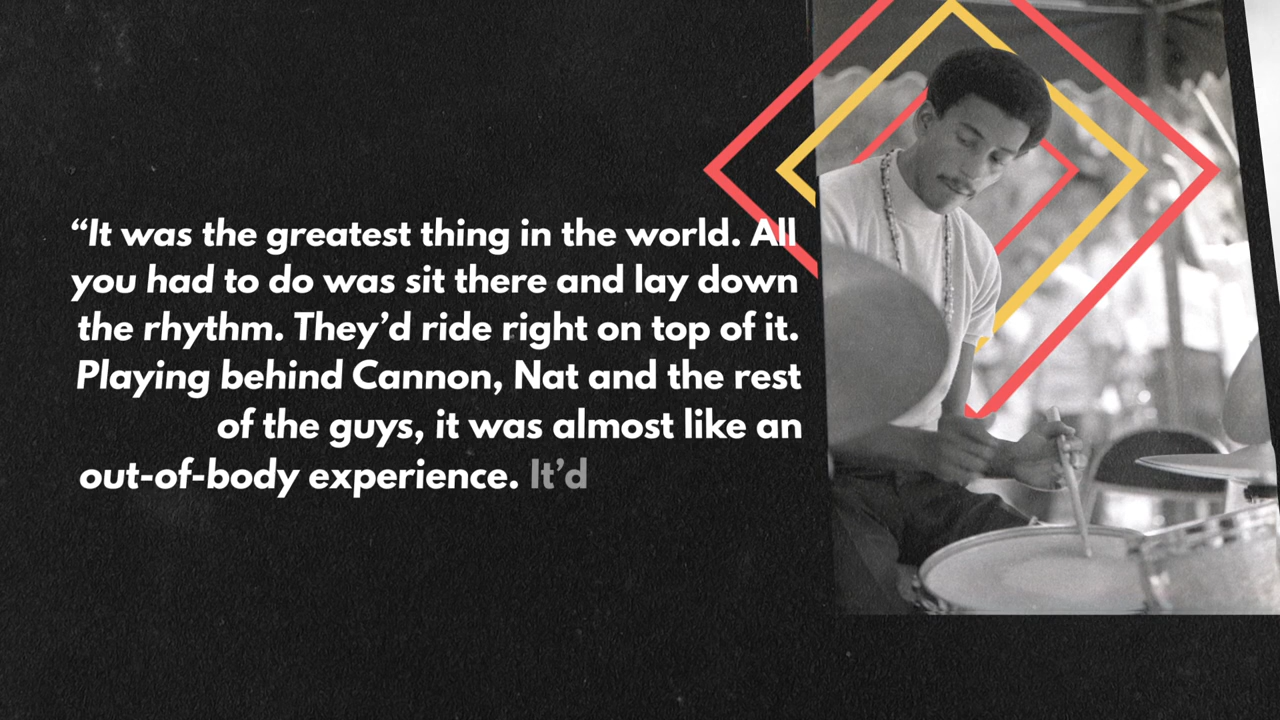 “It was the greatest thing in the world. All
you had to do was sit there and lay down
the rhythm. They’d ride right on top of it.
Playing behind Cannon, Nat and the rest
of the guys, it was almost like an
out-of-body experience. It’d